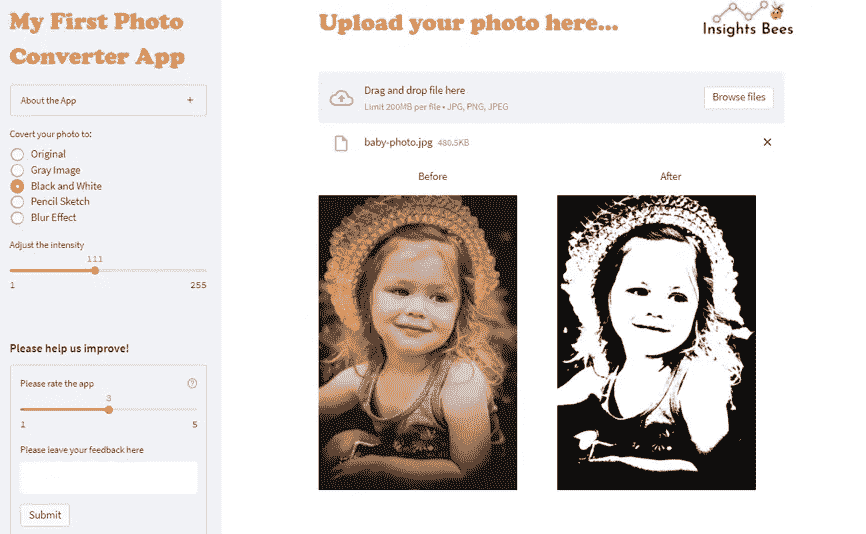 My First Photo
Converter App
About the App +
Covert your photo to:
Original
Gray Image
Black and White
Pencil Sketch
Blur Effect
Adjust the intensity
111
1 255
Please help us improve!
Please rate the app
3
1 5
Please leave your feedback here
Submit
Upload your photo here...
Insights Bees
Drag and drop file here
Limit 200MB per file • JPG, PNG, JPEG
Browse files
baby-photo.jpg 480.5KB
Before After